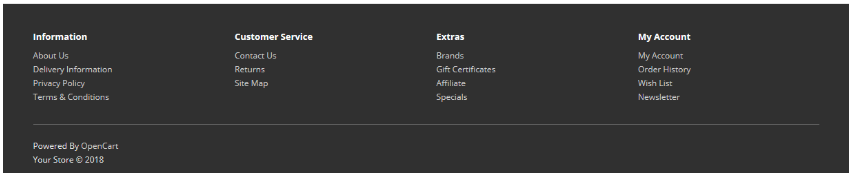 Information
About Us
Delivery Information
Privacy Policy
Terms & Conditions
Customer Service
Contact Us
Returns
Site Map
Extras
Brands
Gift Certificates
Affiliate
Specials
My Account
My Account
Order History
Wish List
Newsletter
Powered By OpenCart
Your Store © 2018